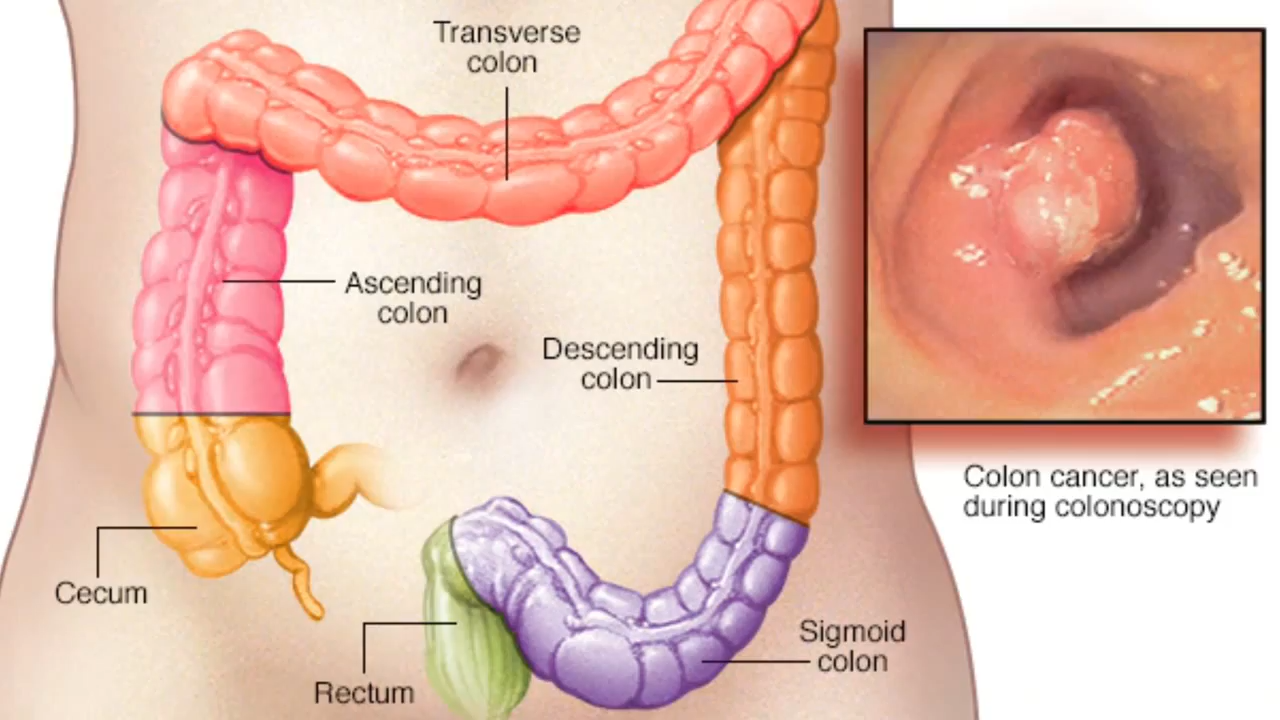 Transverse
colon
Ascending
colon
Descending
colon
Colon cancer, as seen
during colonoscopy
Cecum
Sigmoid
colon
Rectum